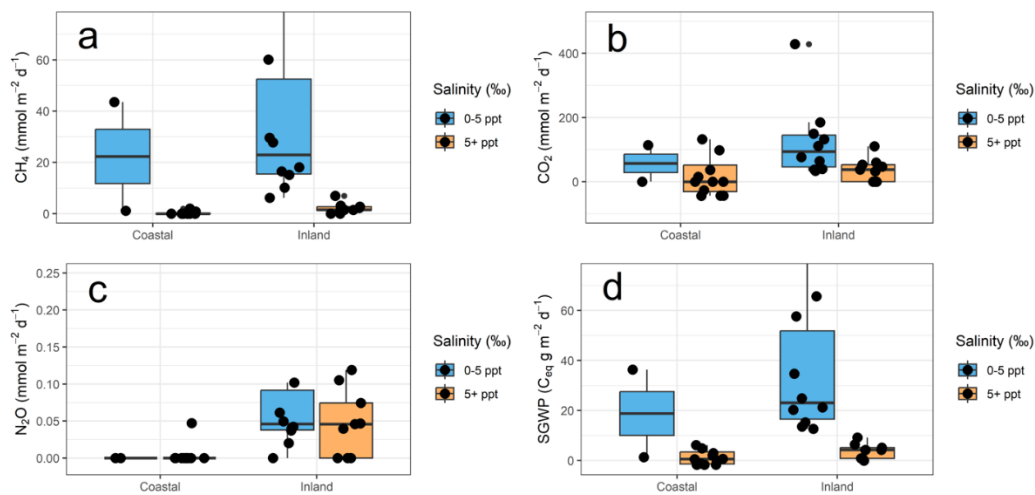 a
CH₄ (mmol m⁻² d⁻¹)
60
40
20
0
Coastal
Inland
Salinity (‰)
0-5 ppt
5+ ppt
b
CO₂ (mmol m⁻² d⁻¹)
400
200
0
Coastal
Inland
Salinity (‰)
0-5 ppt
5+ ppt
c
N₂O (mmol m⁻² d⁻¹)
0.25
0.20
0.15
0.10
0.05
0.00
Coastal
Inland
Salinity (‰)
0-5 ppt
5+ ppt
d
SGWP (Cₑq g m⁻² d⁻¹)
60
40
20
0
Coastal
Inland
Salinity (‰)
0-5 ppt
5+ ppt